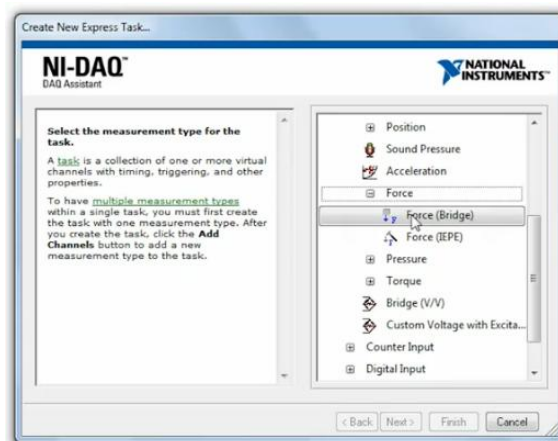 Create New Express Task...
NI-DAQ™
DAQ Assistant
NATIONAL
INSTRUMENTS™
Select the measurement type for the
task.
A task is a collection of one or more virtual
channels with timing, triggering, and other
properties.
To have multiple measurement types
within a single task, you must first create
the task with one measurement type. After
you create the task, click the Add
Channels button to add a new
measurement type to the task.
Position
Sound Pressure
Acceleration
Force
Force (Bridge)
Force (IEPE)
Pressure
Torque
Bridge (V/V)
Custom Voltage with Excita...
Counter Input
Digital Input
< Back
Next >
Finish
Cancel